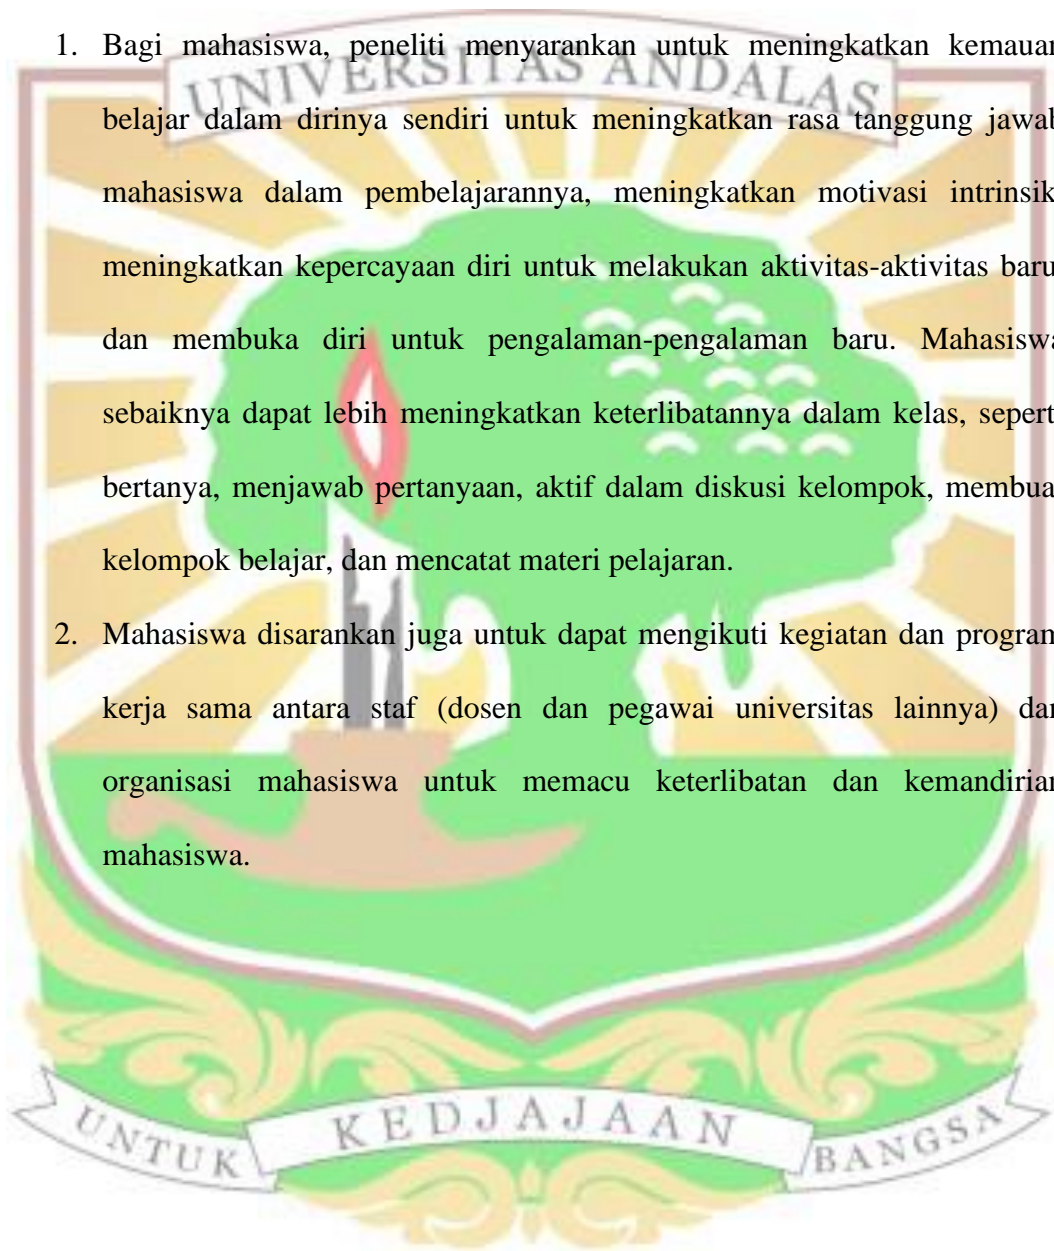 1. Bagi mahasiswa, peneliti menyarankan untuk meningkatkan kemauan
UNIVERSITAS ANDALAS
belajar dalam dirinya sendiri untuk meningkatkan rasa tanggung jawab
mahasiswa dalam pembelajarannya, meningkatkan motivasi intrinsik
meningkatkan kepercayaan diri untuk melakukan aktivitas-aktivitas baru
dan membuka diri untuk pengalaman-pengalaman baru. Mahasiswa
sebaiknya dapat lebih meningkatkan keterlibatannya dalam kelas, seperti
bertanya, menjawab pertanyaan, aktif dalam diskusi kelompok, membua
kelompok belajar, dan mencatat materi pelajaran.
2. Mahasiswa disarankan juga untuk dapat mengikuti kegiatan dan program
kerja sama antara staf (dosen dan pegawai universitas lainnya) dan
organisasi mahasiswa untuk memacu keterlibatan dan kemandirian
mahasiswa.
UNTUK KEDJAJAAN BANGSA